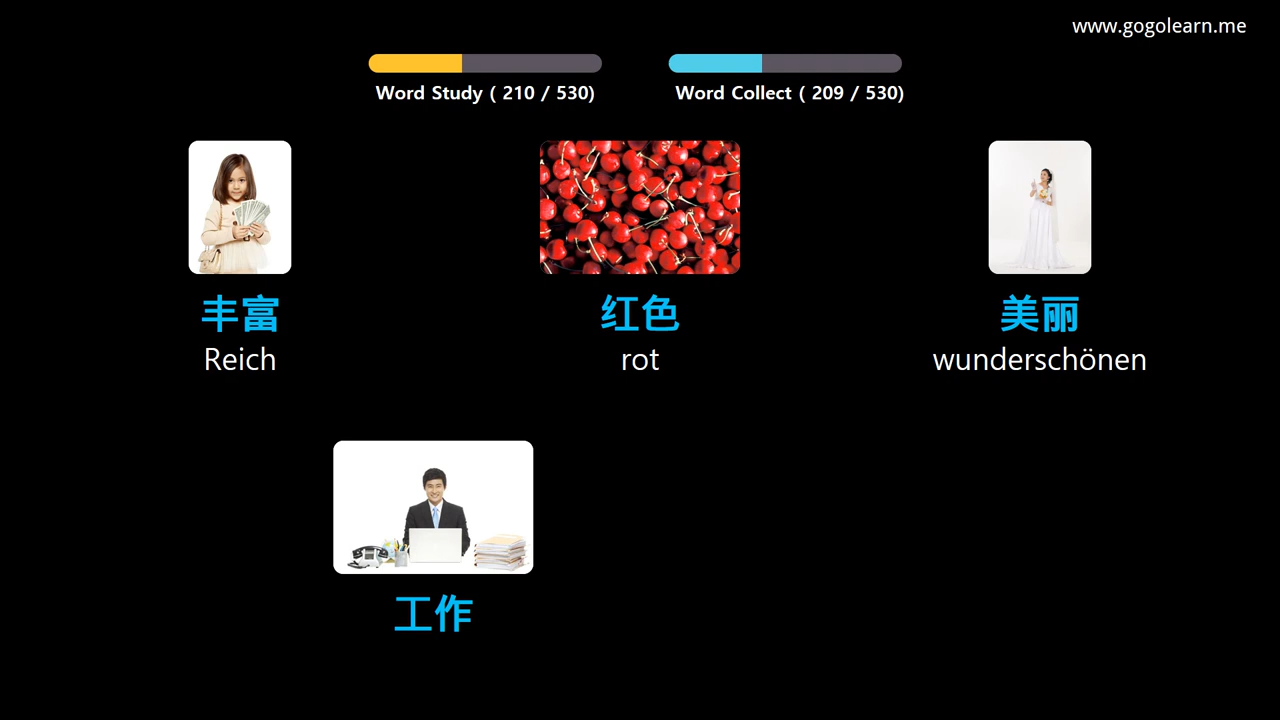 www.gogolearn.me
Word Study ( 210 / 530)
Word Collect ( 209 / 530)
丰富
Reich
红色
rot
美丽
wunderschönen
工作